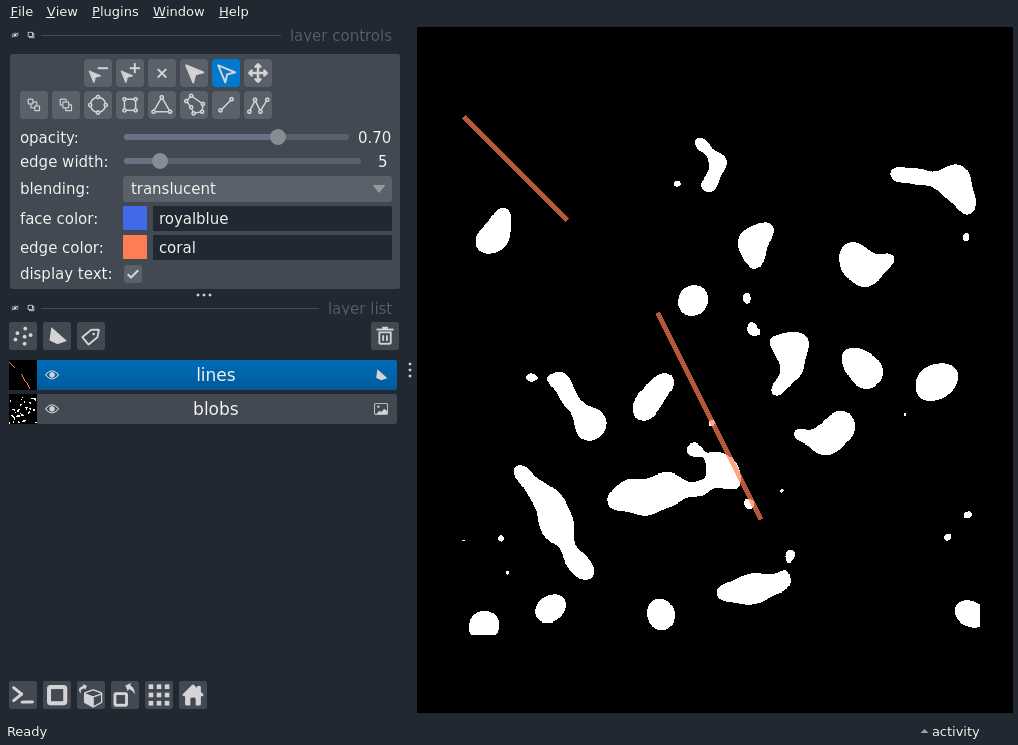 File View Plugins Window Help
layer controls
opacity: 0.70
edge width: 5
blending: translucent
face color: royalblue
edge color: coral
display text:
layer list
lines
blobs
Ready
activity